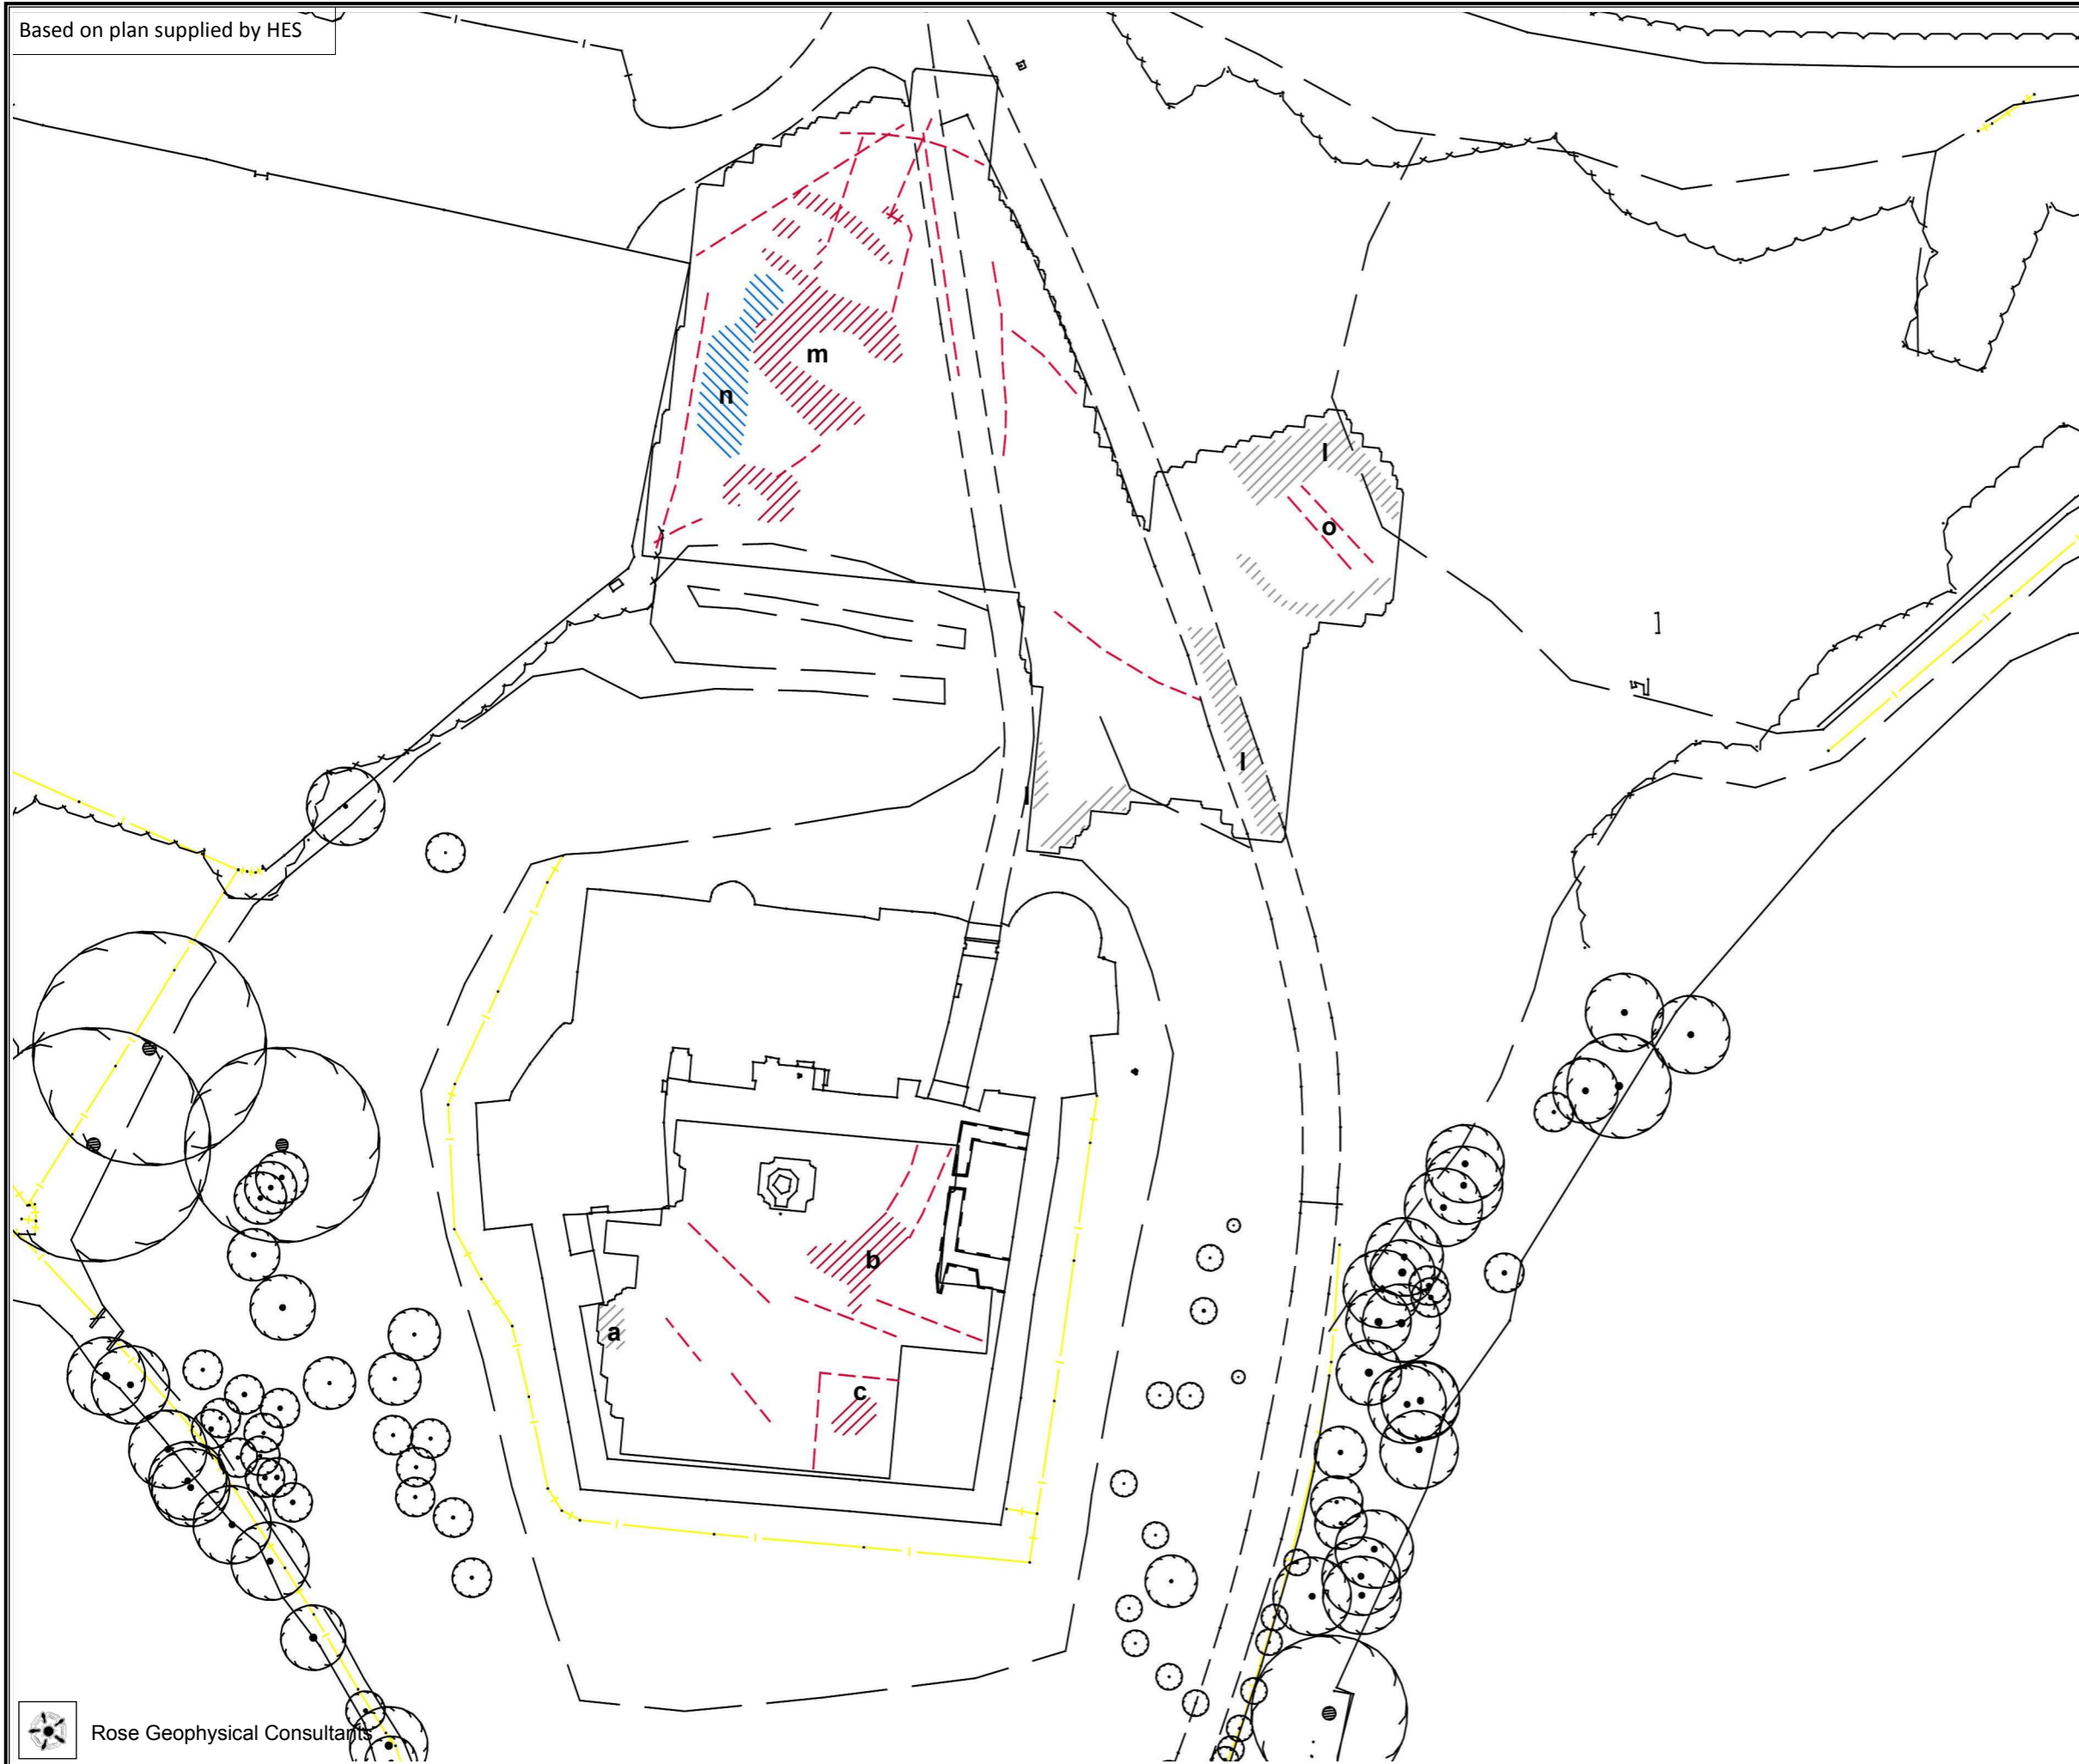 Based on plan supplied by HES
m
n
l
o
l
l
b
a
c
Rose Geophysical Consultants